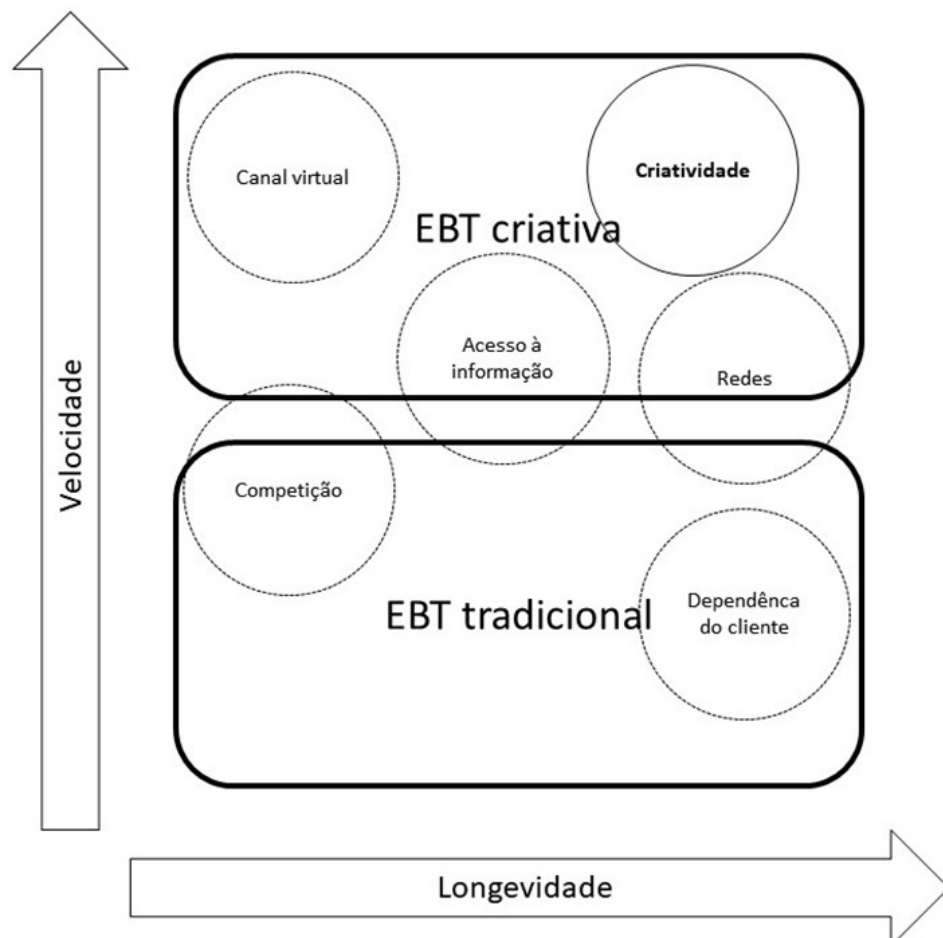 Canal virtual
Criatividade
EBT criativa
Acesso à
informação
Redes
Velocidade
Competição
EBT tradicional
Dependênca
do cliente
Longevidade